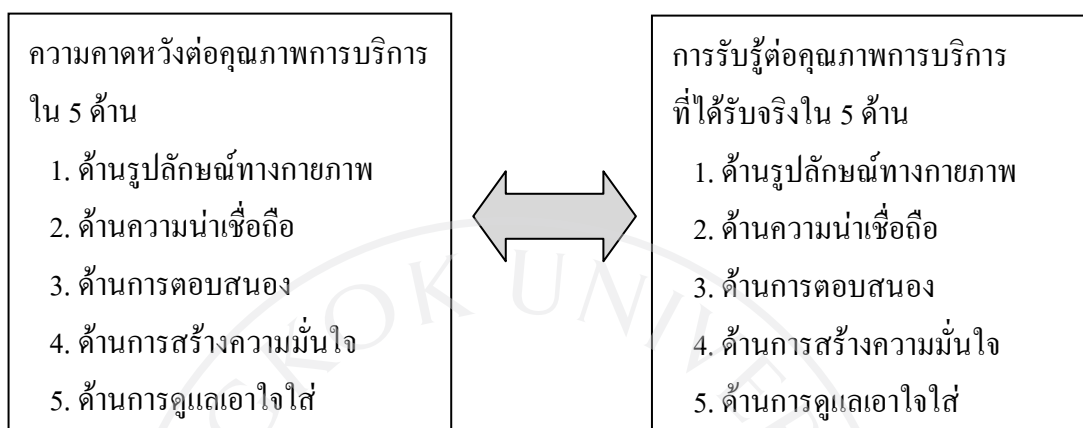 ความคาดหวังต่อคุณภาพการบริการ
ใน 5 ด้าน
1. ด้านรูปลักษณ์ทางกายภาพ
2. ด้านความน่าเชื่อถือ
3. ด้านการตอบสนอง
4. ด้านการสร้างความมั่นใจ
5. ด้านการดูแลเอาใจใส่
การรับรู้ต่อคุณภาพการบริการ
ที่ได้รับจริงใน 5 ด้าน
1. ด้านรูปลักษณ์ทางกายภาพ
2. ด้านความน่าเชื่อถือ
3. ด้านการตอบสนอง
4. ด้านการสร้างความมั่นใจ
5. ด้านการดูแลเอาใจใส่